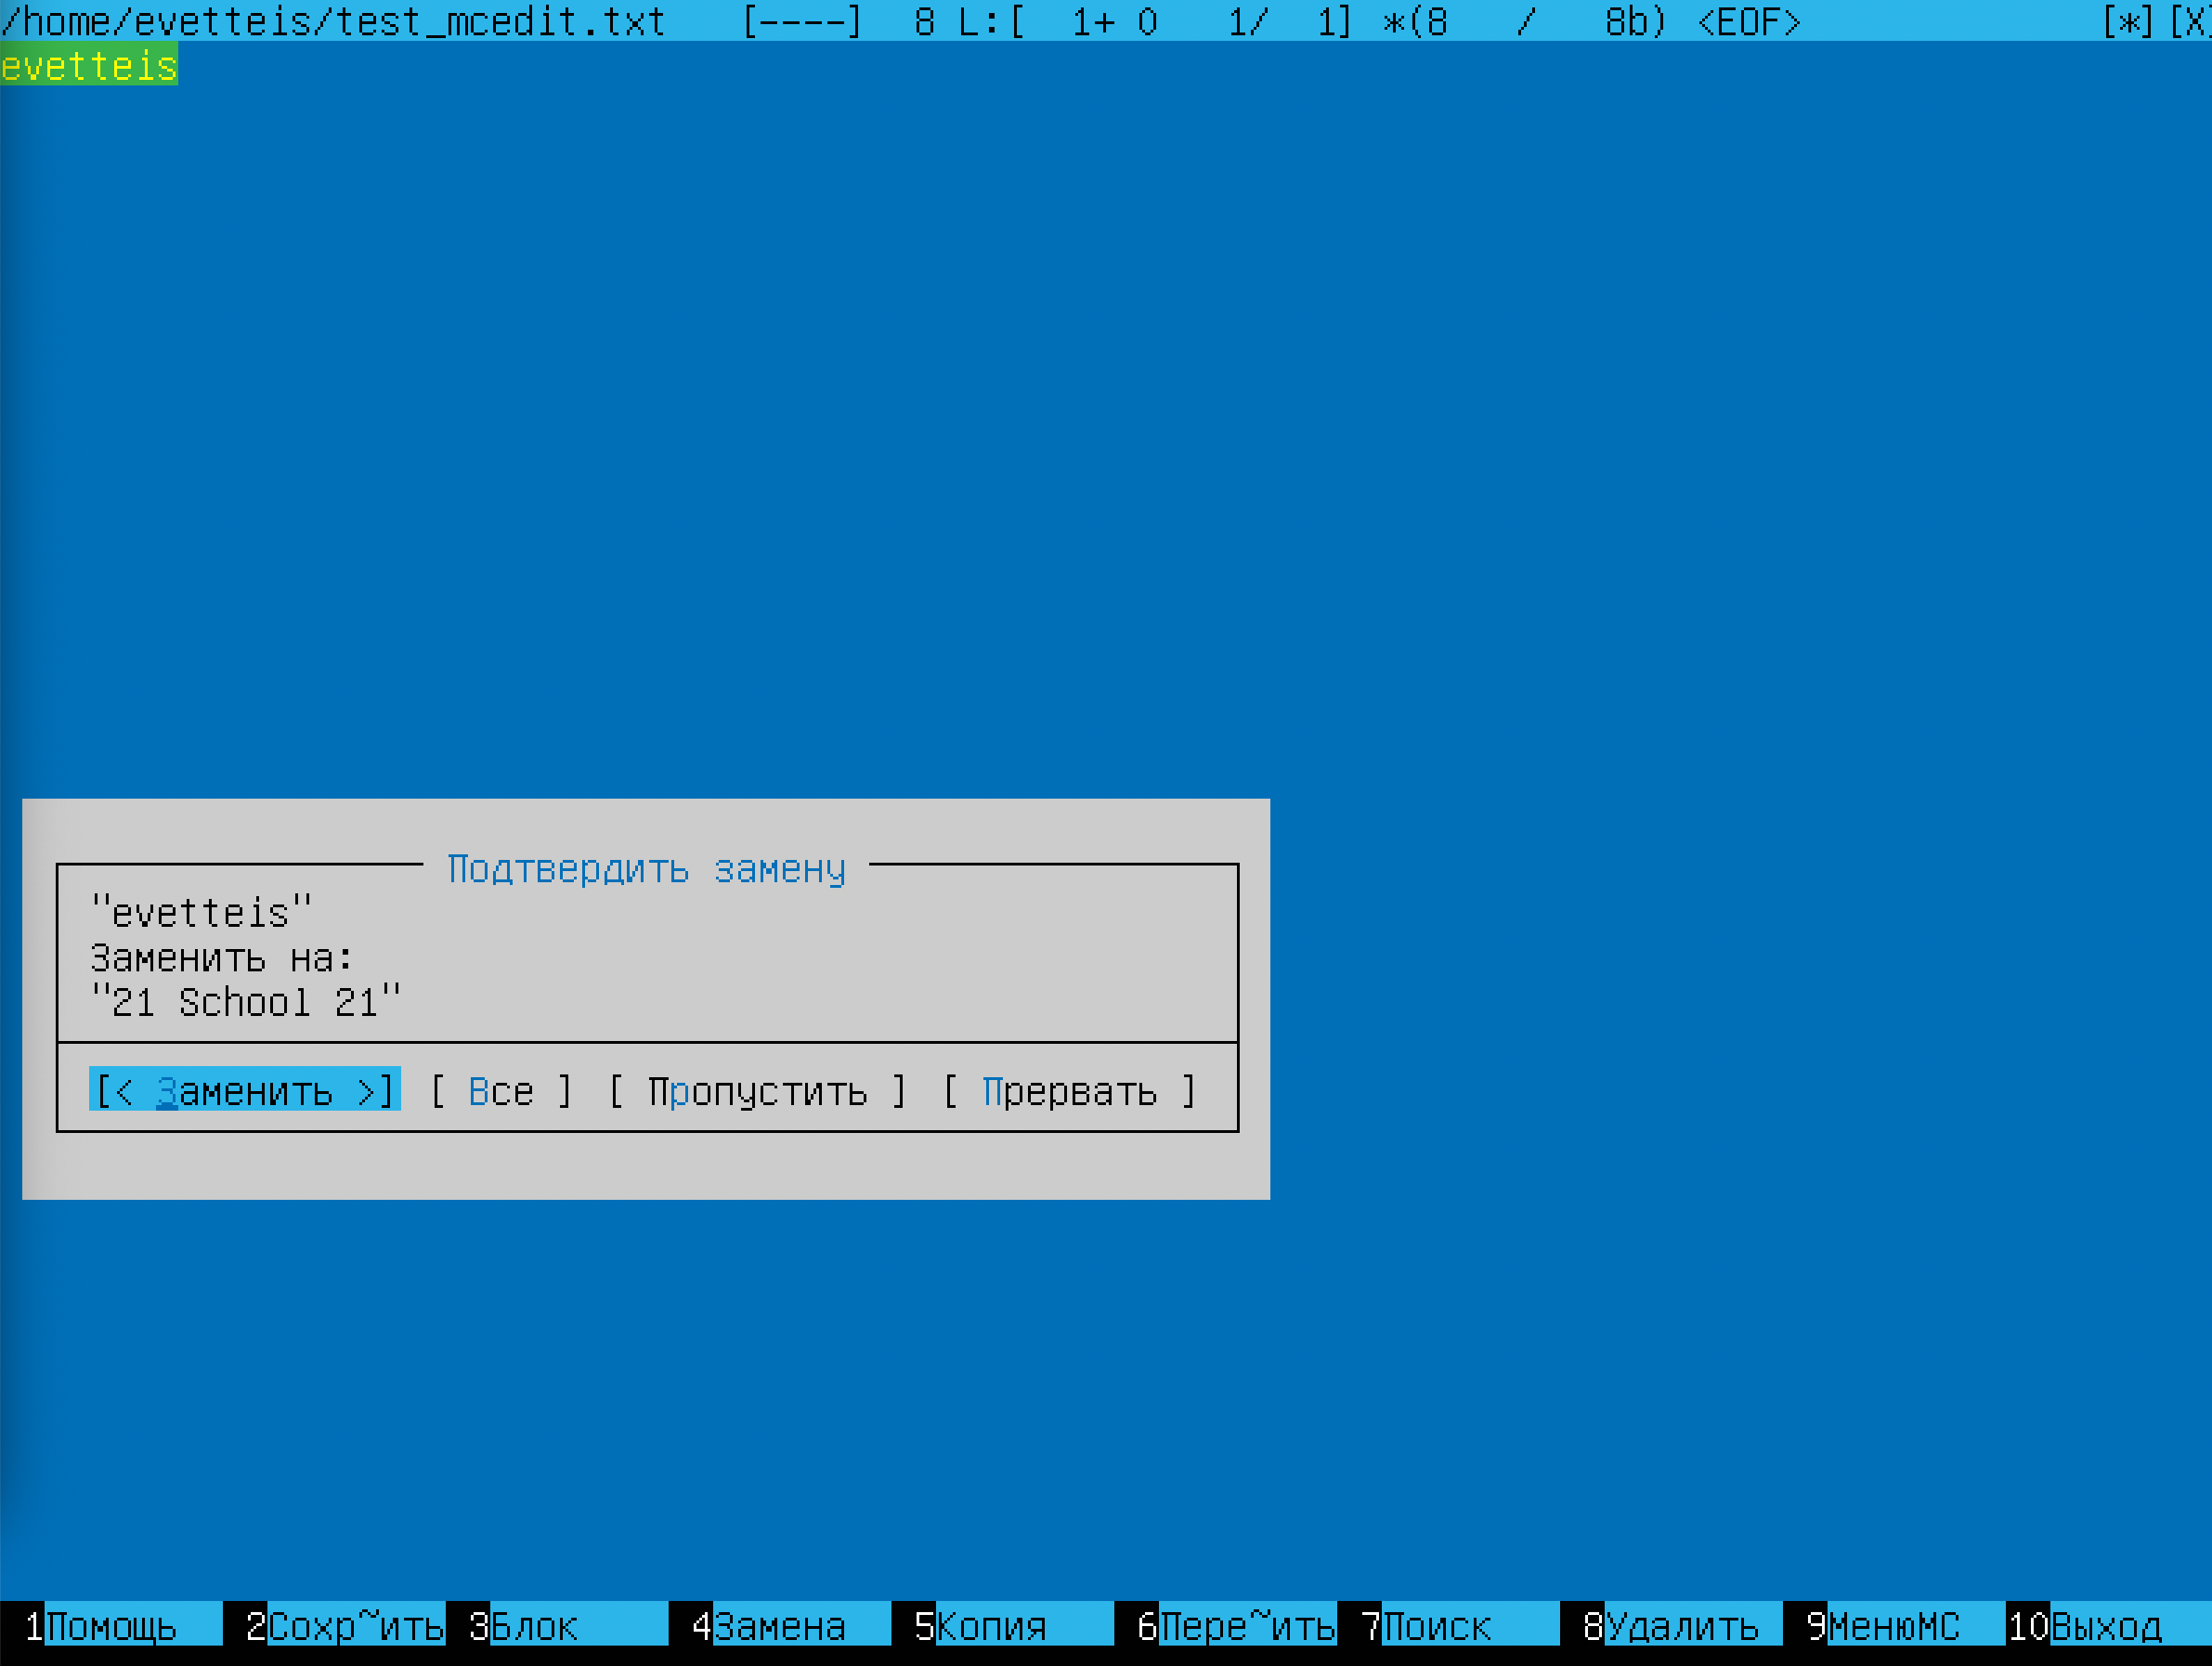 /home/evetteis/test_mcedit.txt [----] 8 L:[ 1+ 0 1/ 1] *(8 / 8b) <EOF> [*][X]
evetteis
Подтвердить замену
"evetteis"
Заменить на:
"21 School 21"
[< Заменить >] [ Все ] [ Пропустить ] [ Прервать ]
1Помощь 2Сохр~ить 3Блок 4Замена 5Копия 6Пере~ить 7Поиск 8Удалить 9МенюMC 10Выход